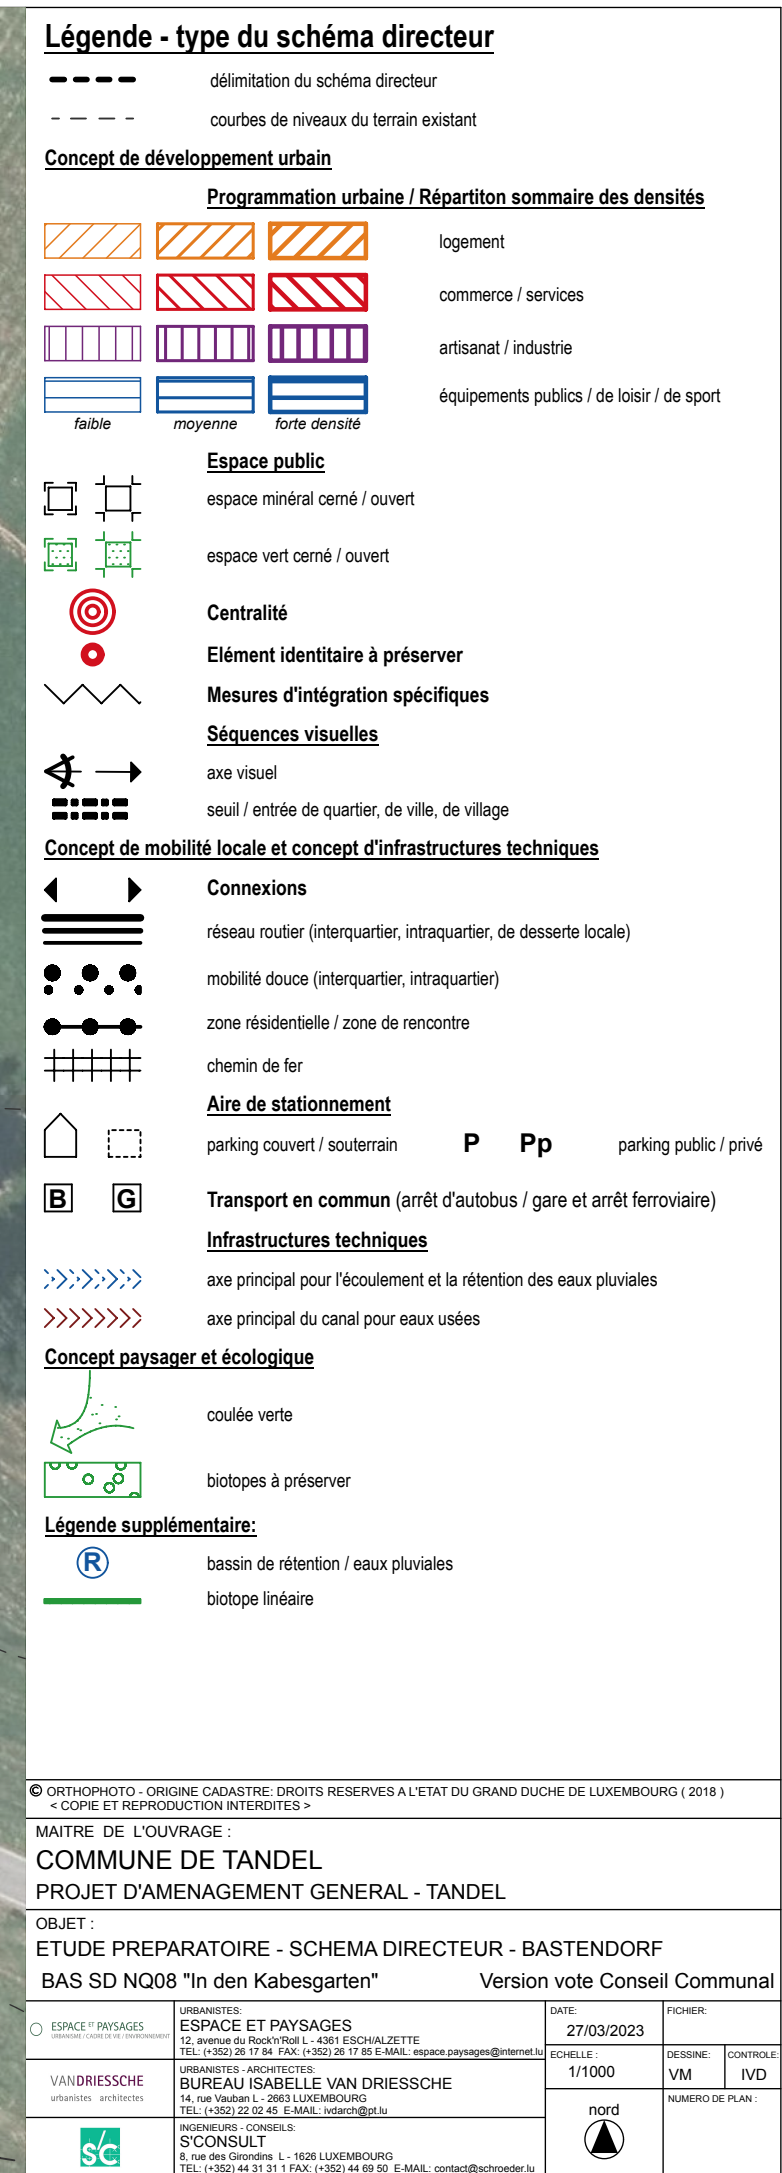 Légende - type du schéma directeur
délimitation du schéma directeur
courbes de niveaux du terrain existant
Concept de développement urbain
Programmation urbaine / Répartiton sommaire des densités
logement
commerce / services
artisanat / industrie
équipements publics / de loisir / de sport
faible moyenne forte densité
Espace public
espace minéral cerné / ouvert
espace vert cerné / ouvert
Centralité
Elément identitaire à préserver
Mesures d'intégration spécifiques
Séquences visuelles
axe visuel
seuil / entrée de quartier, de ville, de village
Concept de mobilité locale et concept d'infrastructures techniques
Connexions
réseau routier (interquartier, intraquartier, de desserte locale)
mobilité douce (interquartier, intraquartier)
zone résidentielle / zone de rencontre
chemin de fer
Aire de stationnement
parking couvert / souterrain P Pp parking public / privé
B G Transport en commun (arrêt d'autobus / gare et arrêt ferroviaire)
Infrastructures techniques
axe principal pour l'écoulement et la rétention des eaux pluviales
axe principal du canal pour eaux usées
Concept paysager et écologique
coulée verte
biotopes à préserver
Légende supplémentaire:
R bassin de rétention / eaux pluviales
biotope linéaire
© ORTHOPHOTO - ORIGINE CADASTRE: DROITS RESERVES A L'ETAT DU GRAND DUCHE DE LUXEMBOURG ( 2018 )
< COPIE ET REPRODUCTION INTERDITES >
MAITRE DE L'OUVRAGE :
COMMUNE DE TANDEL
PROJET D'AMENAGEMENT GENERAL - TANDEL
OBJET :
ETUDE PREPARATOIRE - SCHEMA DIRECTEUR - BASTENDORF
BAS SD NQ08 "In den Kabesgarten" Version vote Conseil Communal
ESPACE ET PAYSAGES
URBANISME / CADRE DE VIE / ENVIRONNEMENT
URBANISTES:
ESPACE ET PAYSAGES
12, avenue du Rock'n'Roll L - 4361 ESCH/ALZETTE
TEL: (+352) 26 17 84 FAX: (+352) 26 17 85 E-MAIL: espace.paysages@internet.lu
DATE:
27/03/2023
FICHIER:
VANDRIESSCHE
urbanistes architectes
URBANISTES - ARCHITECTES:
BUREAU ISABELLE VAN DRIESSCHE
14, rue Vauban L - 2663 LUXEMBOURG
TEL: (+352) 22 02 45 E-MAIL: ivdarch@pt.lu
ECHELLE :
1/1000
DESSINE:
VM
CONTROLE:
IVD
s/c
INGENIEURS - CONSEILS:
S'CONSULT
8, rue des Girondins L - 1626 LUXEMBOURG
TEL: (+352) 44 31 31 1 FAX: (+352) 44 69 50 E-MAIL: contact@schroeder.lu
nord
NUMERO DE PLAN :